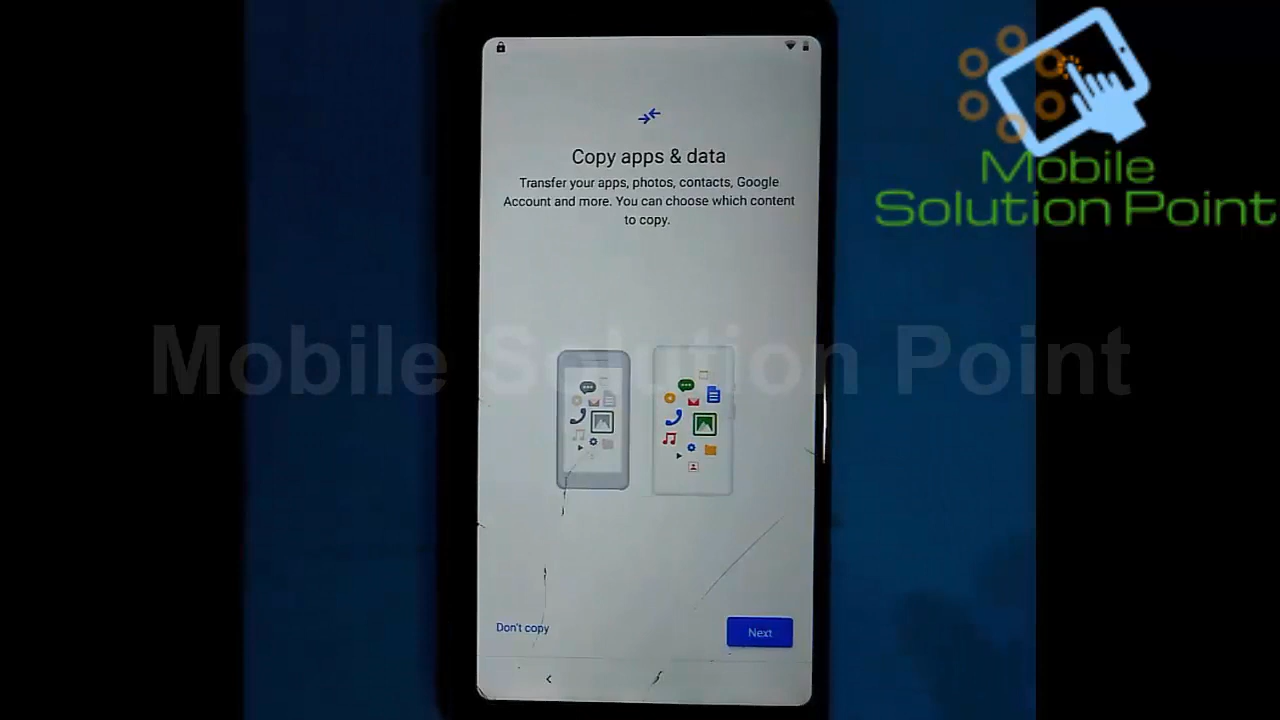 Copy apps & data
Transfer your apps, photos, contacts, Google
Account and more. You can choose which content
to copy.
Don't copy
Next
Mobile
Solution Point
Mobile Solution Point